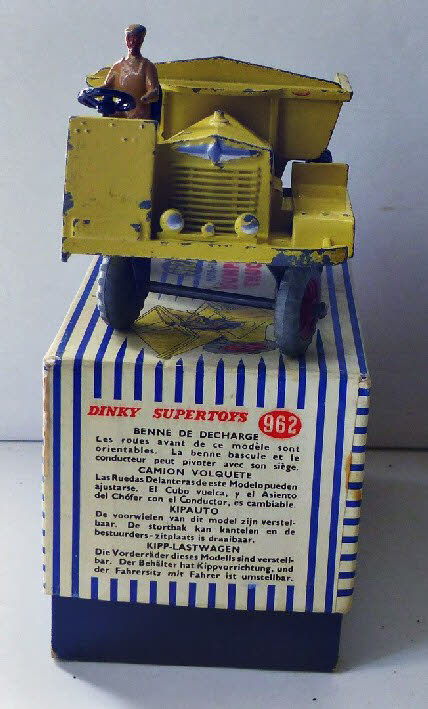 DINKY SUPERTOYS 962
BENNE DE DECHARGE
Les roues avant de ce modèle sont
orientables. La benne bascule et le
conducteur peut pivoter avec son siège.
CAMION VOLQUETE
Las Ruedas Delanteras de este Modelo pueden
ajustarse. El Cubo vuelca, y el Asiento
del Chófer con el Conductor, es cambiable.
KIPAUTO
De voorwielen van dit model zijn verstel-
baar. De stortbak kan kantelen en de
bestuurders-zitplaats is draaibaar.
KIPP-LASTWAGEN
Die Vorderräder dieses Modells sind verstell-
bar. Der Behälter hat Kippvorrichtung, und
der Fahrersitz mit Fahrer ist umstellbar.